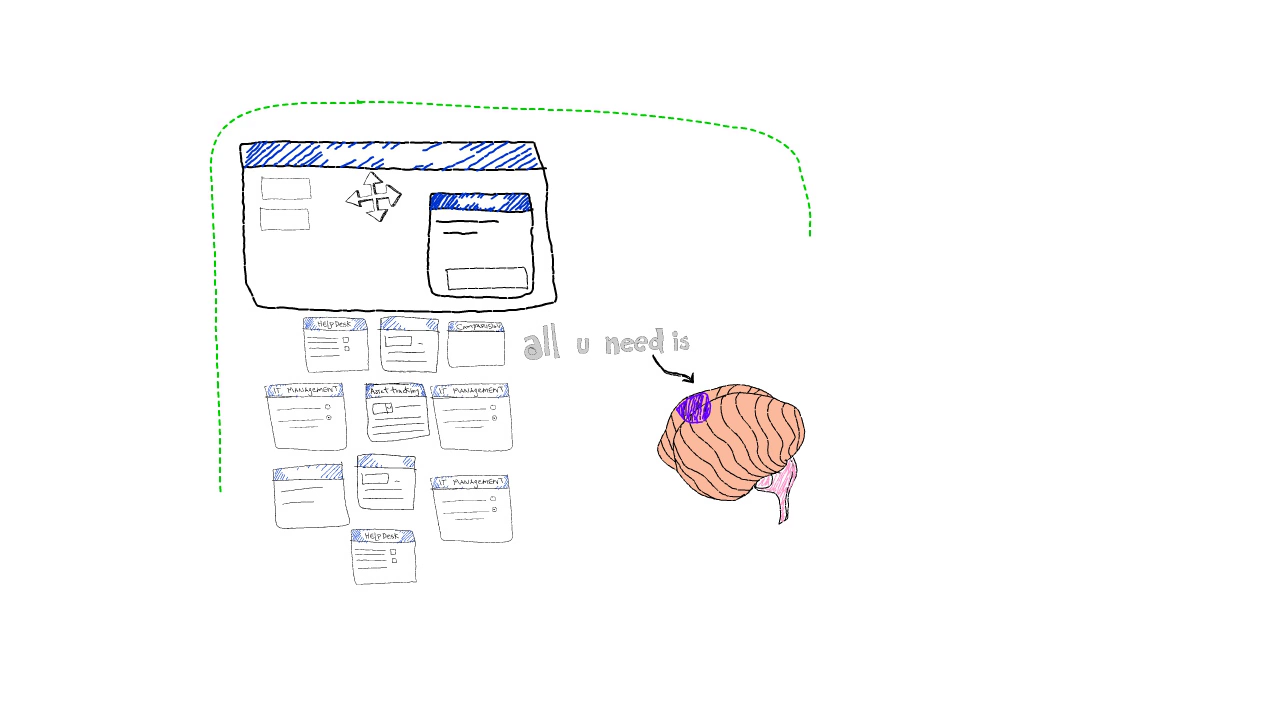 Help Desk
Comparison
all u need is
IT MANAgeMENT
Asset tracking
IT MANAgeMENT
IT MANAgeMENT
Help Desk